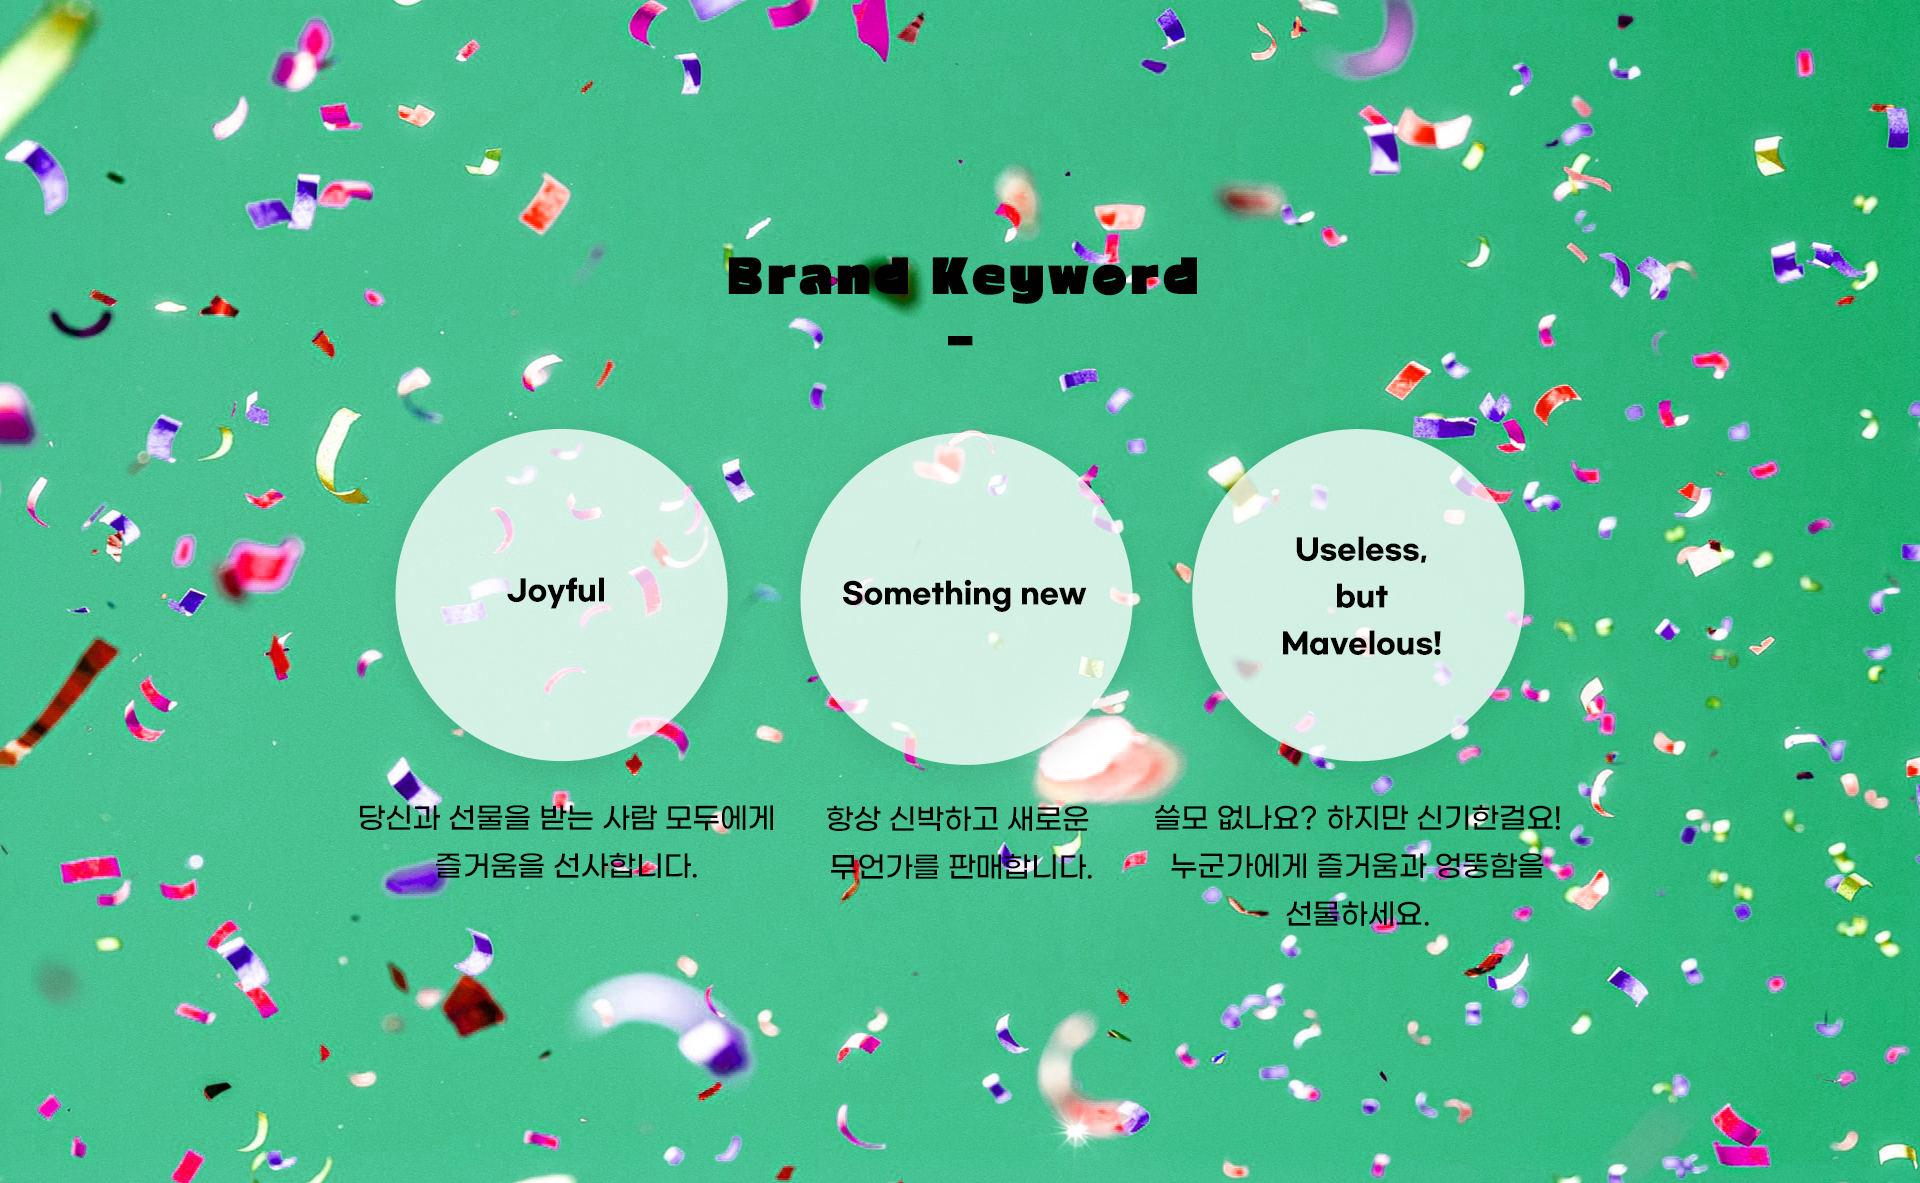 Brand Keyword
–
Joyful
당신과 선물을 받는 사람 모두에게
즐거움을 선사합니다.
Something new
항상 신박하고 새로운
무언가를 판매합니다.
Useless,
but
Mavelous!
쓸모 없나요? 하지만 신기한걸요!
누군가에게 즐거움과 엉뚱함을
선물하세요.